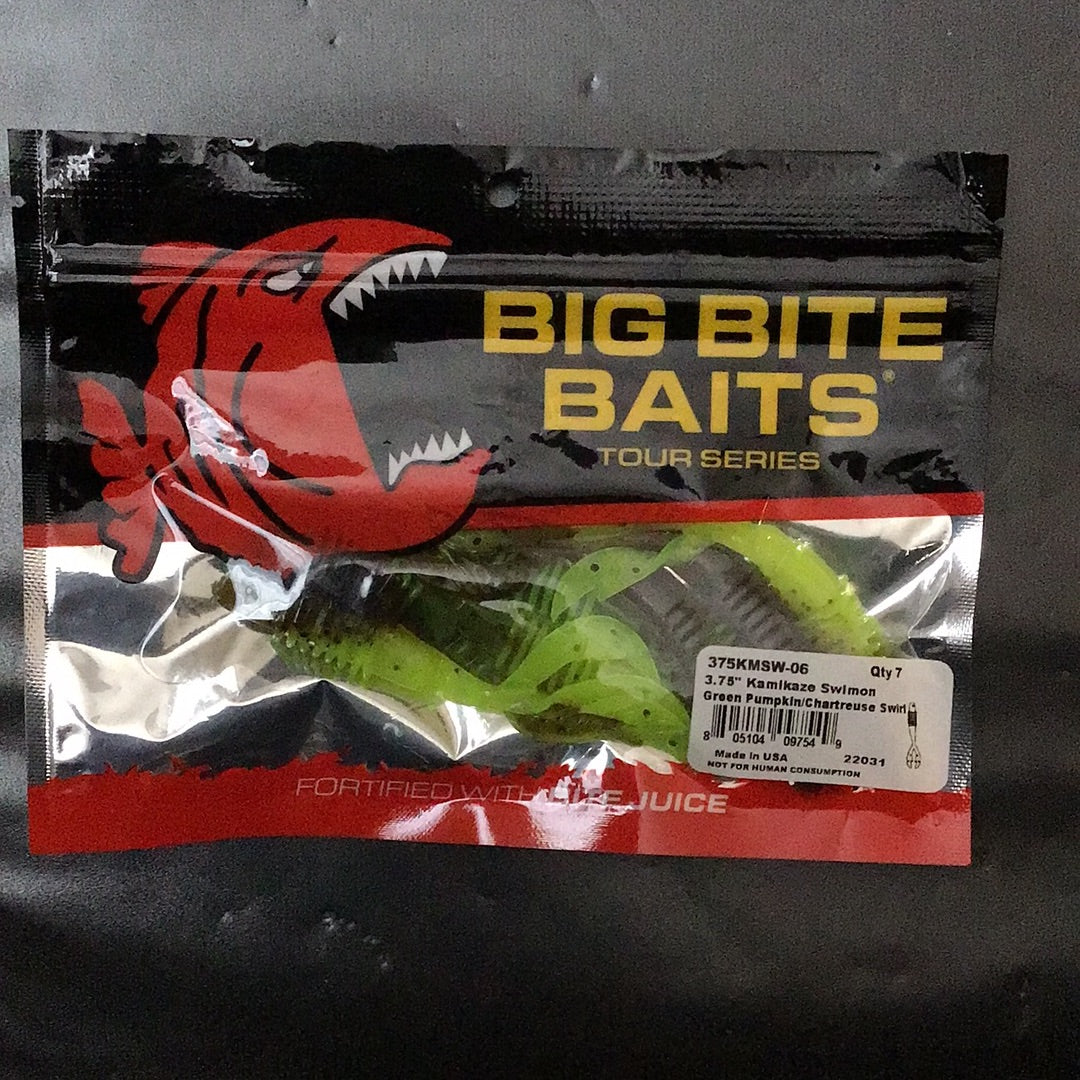 BIG BITE
BAITS®
TOUR SERIES
375KMSW-06 Qty 7
3.75" Kamikaze Swimon
Green Pumpkin/Chartreuse Swirl
8 05104 09754 9
Made in USA 22031
NOT FOR HUMAN CONSUMPTION
FORTIFIED WITH BITE JUICE